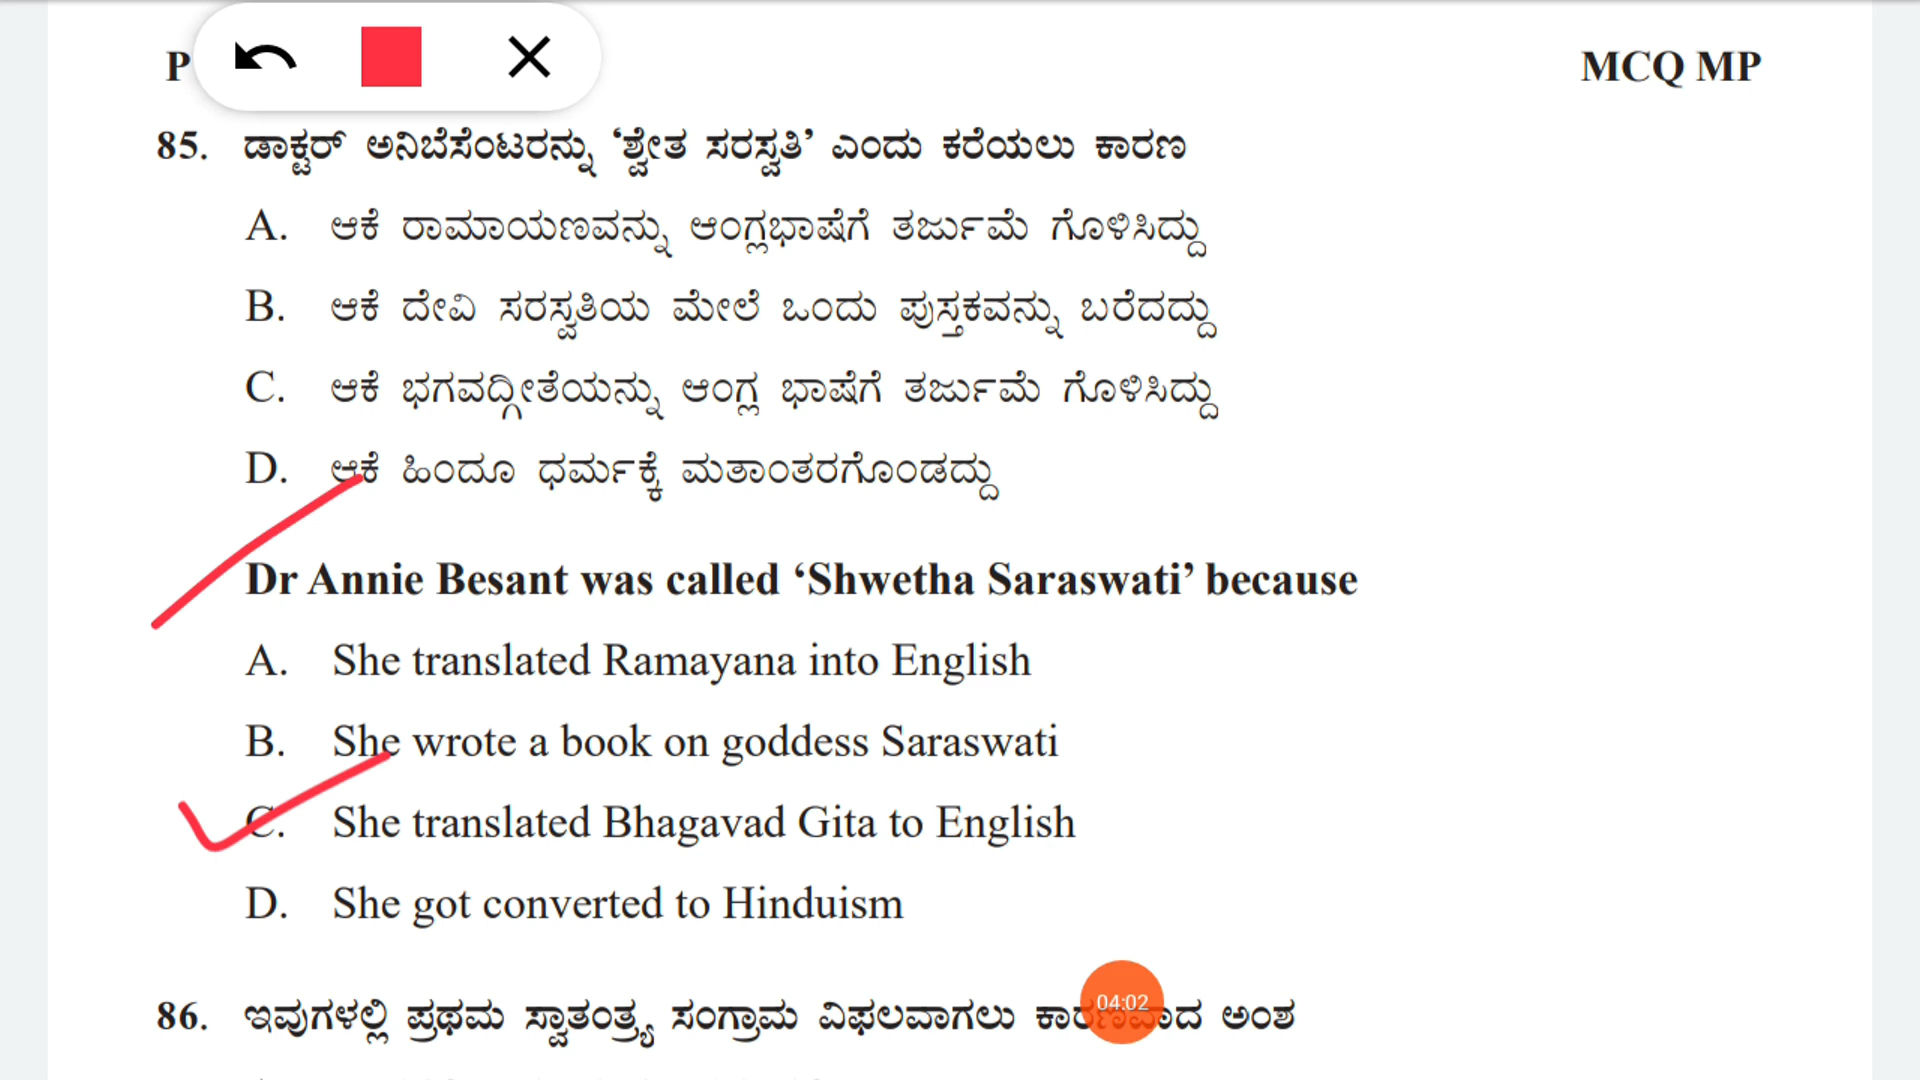 P
MCQ MP
85. ಡಾಕ್ಟರ್ ಅನಿಬೆಸೆಂಟರನ್ನು ‘ಶ್ವೇತ ಸರಸ್ವತಿ’ ಎಂದು ಕರೆಯಲು ಕಾರಣ
A. ಆಕೆ ರಾಮಾಯಣವನ್ನು ಆಂಗ್ಲಭಾಷೆಗೆ ತರ್ಜುಮೆ ಗೊಳಿಸಿದ್ದು
B. ಆಕೆ ದೇವಿ ಸರಸ್ವತಿಯ ಮೇಲೆ ಒಂದು ಪುಸ್ತಕವನ್ನು ಬರೆದದ್ದು
C. ಆಕೆ ಭಗವದ್ಗೀತೆಯನ್ನು ಆಂಗ್ಲ ಭಾಷೆಗೆ ತರ್ಜುಮೆ ಗೊಳಿಸಿದ್ದು
D. ಆಕೆ ಹಿಂದೂ ಧರ್ಮಕ್ಕೆ ಮತಾಂತರಗೊಂಡದ್ದು
Dr Annie Besant was called ‘Shwetha Saraswati’ because
A. She translated Ramayana into English
B. She wrote a book on goddess Saraswati
C. She translated Bhagavad Gita to English
D. She got converted to Hinduism
86. ಇವುಗಳಲ್ಲಿ ಪ್ರಥಮ ಸ್ವಾತಂತ್ರ್ಯ ಸಂಗ್ರಾಮ ವಿಫಲವಾಗಲು ಕಾರಣವಾದ ಅಂಶ
04:02